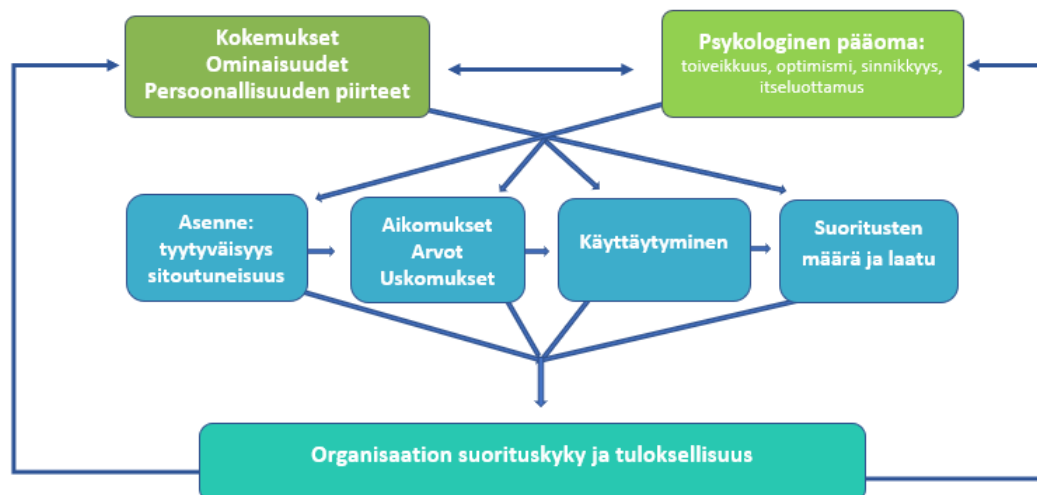 Kokemukset
Ominaisuudet
Persoonallisuuden piirteet
Psykologinen pääoma:
toiveikkuus, optimismi, sinnikkyys,
itseluottamus
Asenne:
tyytyväisyys
sitoutuneisuus
Aikomukset
Arvot
Uskomukset
Käyttäytyminen
Suoritusten
määrä ja laatu
Organisaation suorituskyky ja tuloksellisuus